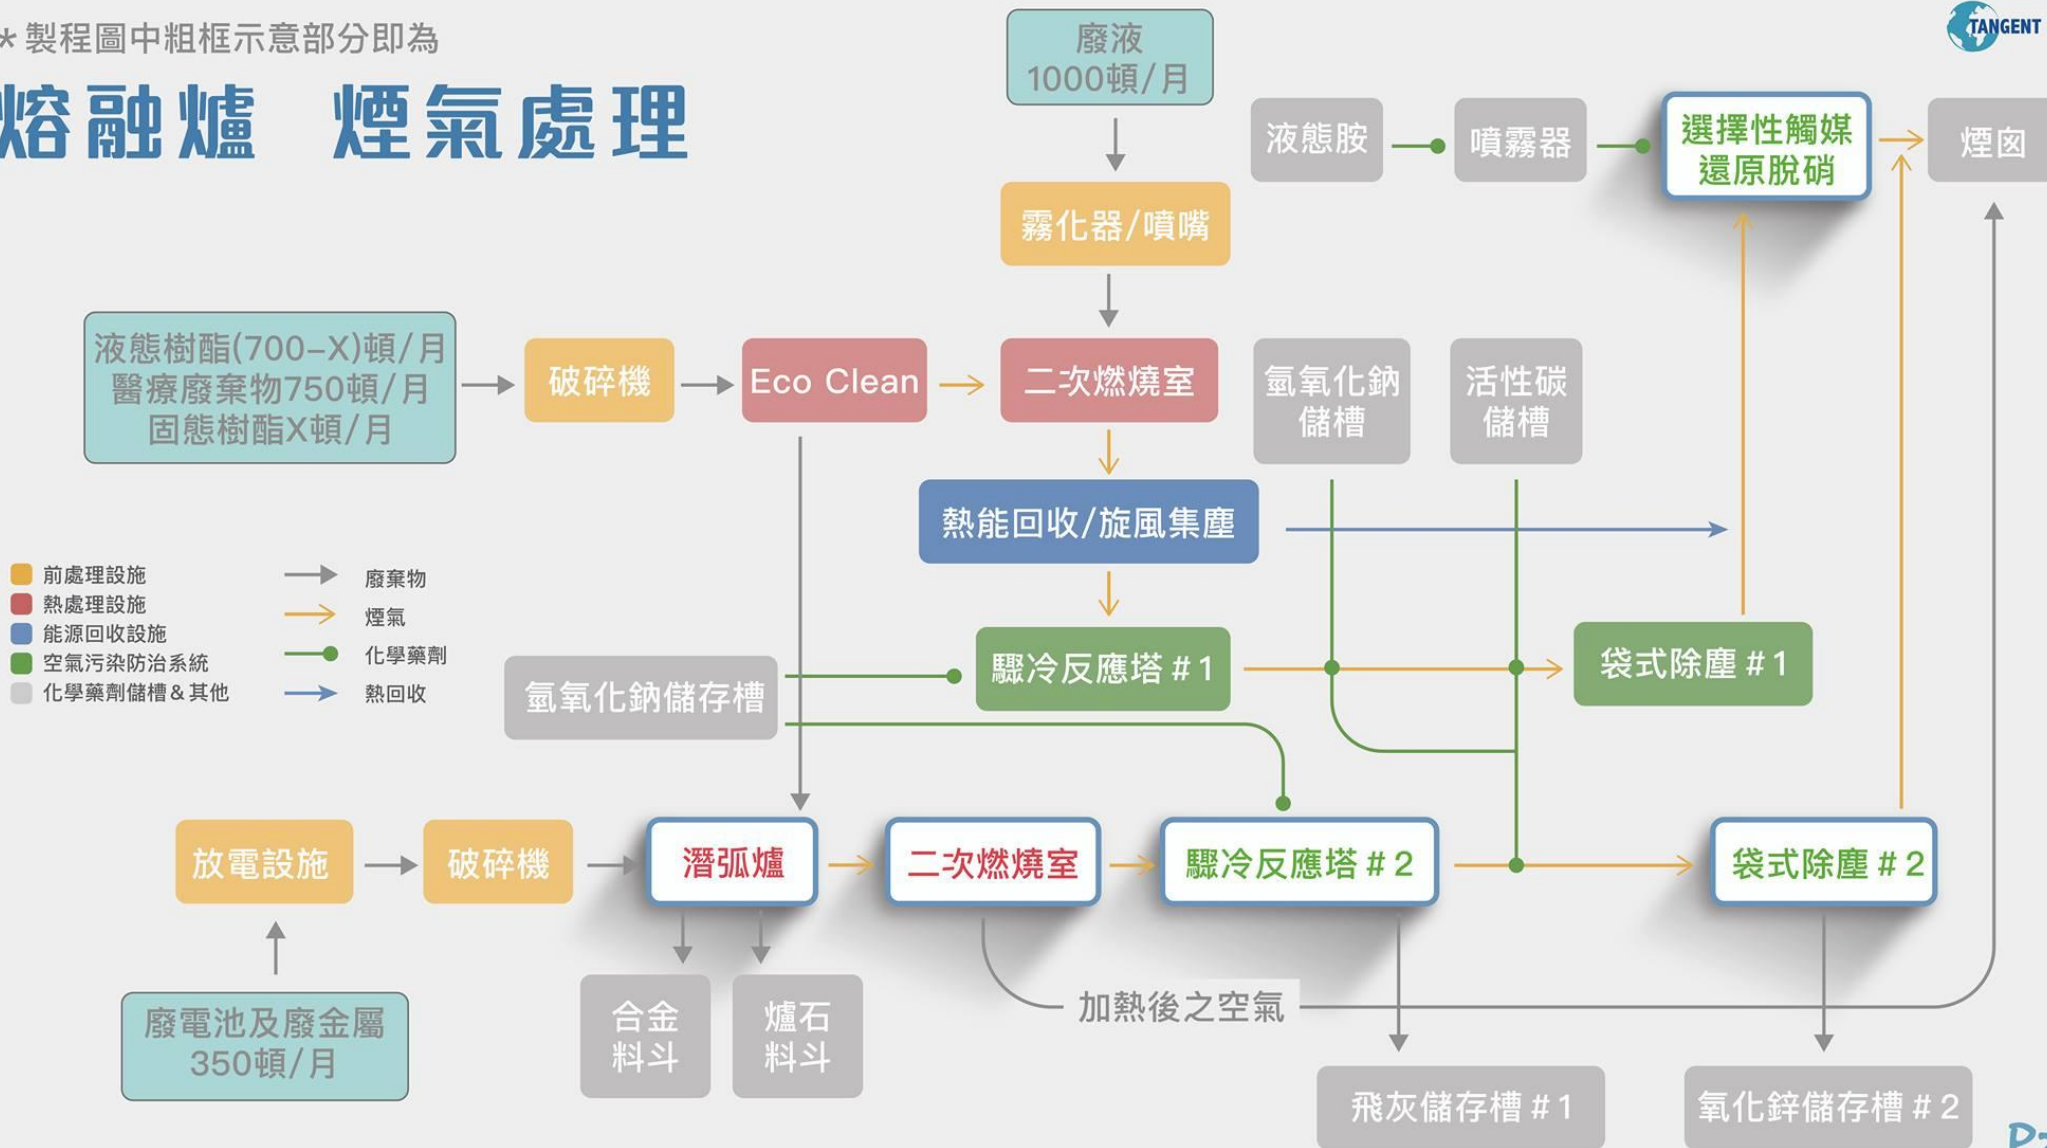 *製程圖中粗框示意部分即為
熔融爐 煙氣處理
TANGENT
廢液
1000頓/月
液態胺
噴霧器
選擇性觸媒
還原脫硝
煙囪
霧化器/噴嘴
液態樹酯(700-X)頓/月
醫療廢棄物750頓/月
固態樹酯X頓/月
破碎機
Eco Clean
二次燃燒室
氫氧化鈉
儲槽
活性碳
儲槽
熱能回收/旋風集塵
前處理設施
熱處理設施
能源回收設施
空氣污染防治系統
化學藥劑儲槽&其他
廢棄物
煙氣
化學藥劑
熱回收
氫氧化鈉儲存槽
驟冷反應塔#1
袋式除塵#1
放電設施
破碎機
潛弧爐
二次燃燒室
驟冷反應塔#2
袋式除塵#2
廢電池及廢金屬
350頓/月
合金
料斗
爐石
料斗
加熱後之空氣
飛灰儲存槽#1
氧化鋅儲存槽#2